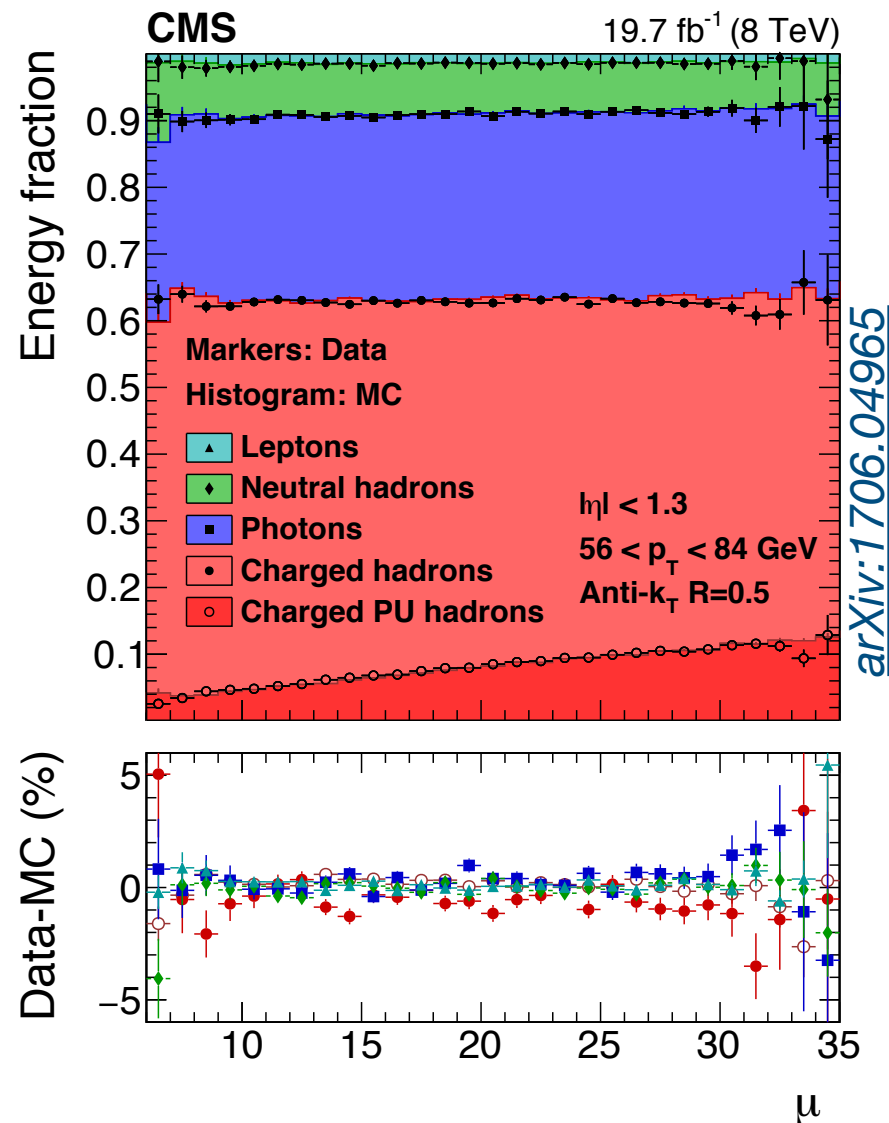 CMS
19.7 fb⁻¹ (8 TeV)
Energy fraction
0.9
0.8
0.7
0.6
0.5
0.4
0.3
0.2
0.1
Markers: Data
Histogram: MC
Leptons
Neutral hadrons
Photons
Charged hadrons
Charged PU hadrons
|η| < 1.3
56 < p_T < 84 GeV
Anti-k_T R=0.5
arXiv:1706.04965
Data-MC (%)
5
0
−5
10
15
20
25
30
35
μ